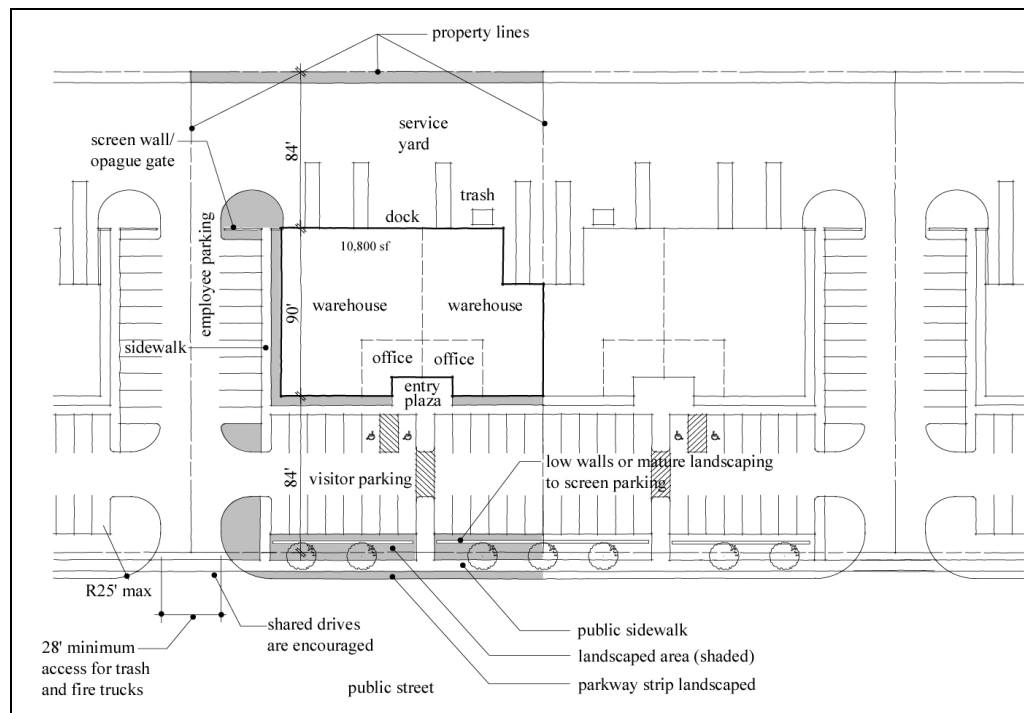 property lines
service
yard
screen wall/
opague gate
84'
trash
dock
10,800 sf
employee parking
warehouse
warehouse
90'
sidewalk
office
office
entry
plaza
84'
visitor parking
low walls or mature landscaping
to screen parking
R25' max
shared drives
are encouraged
28' minimum
access for trash
and fire trucks
public sidewalk
landscaped area (shaded)
parkway strip landscaped
public street